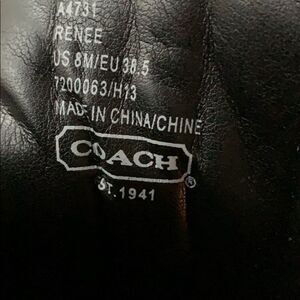 A4731
RENEE
US 8M/EU 38.5
7200063/H13
MADE IN CHINA/CHINE
COACH®
EST. 1941